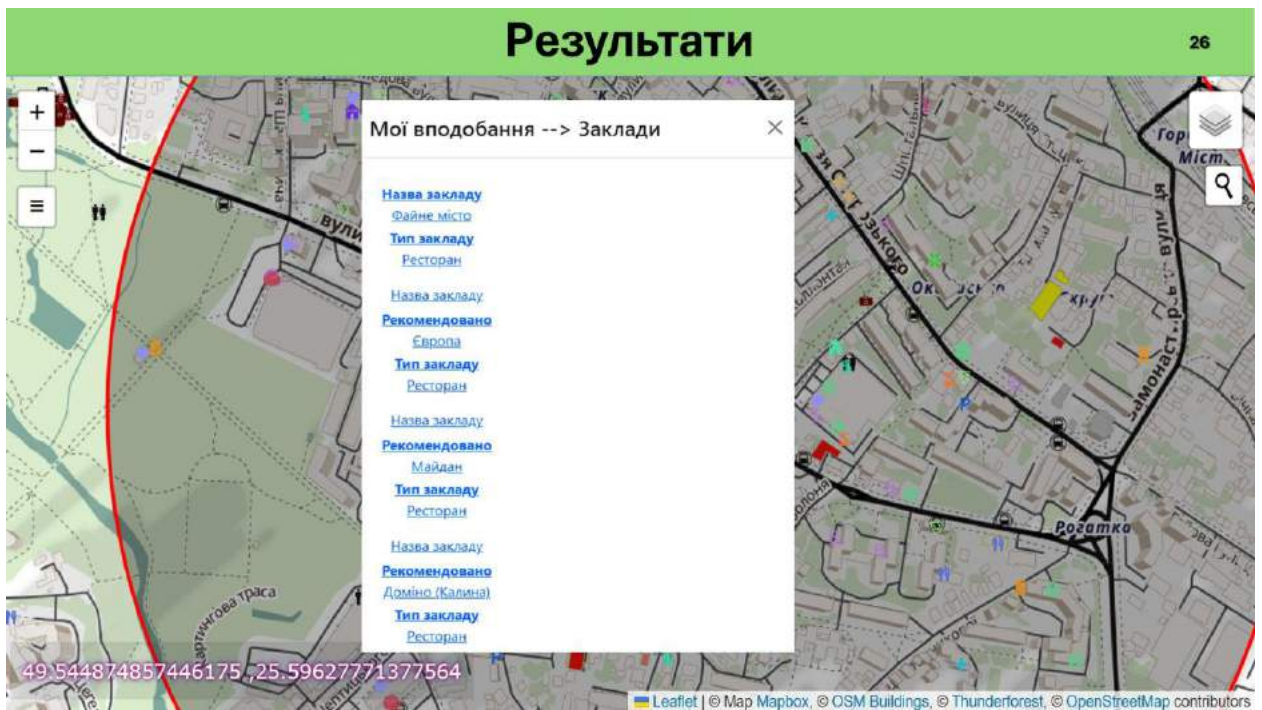 Результати
26
+
−
Мої вподобання --> Заклади
Назва закладу
Файне місто
Тип закладу
Ресторан
Назва закладу
Рекомендовано
Європа
Тип закладу
Ресторан
Назва закладу
Рекомендовано
Майдан
Тип закладу
Ресторан
Назва закладу
Рекомендовано
Доміно (Калина)
Тип закладу
Ресторан
Рогатка
49.544874857446175 ,25.59627771377564
Leaflet | © Map Mapbox, © OSM Buildings, © Thunderforest, © OpenStreetMap contributors